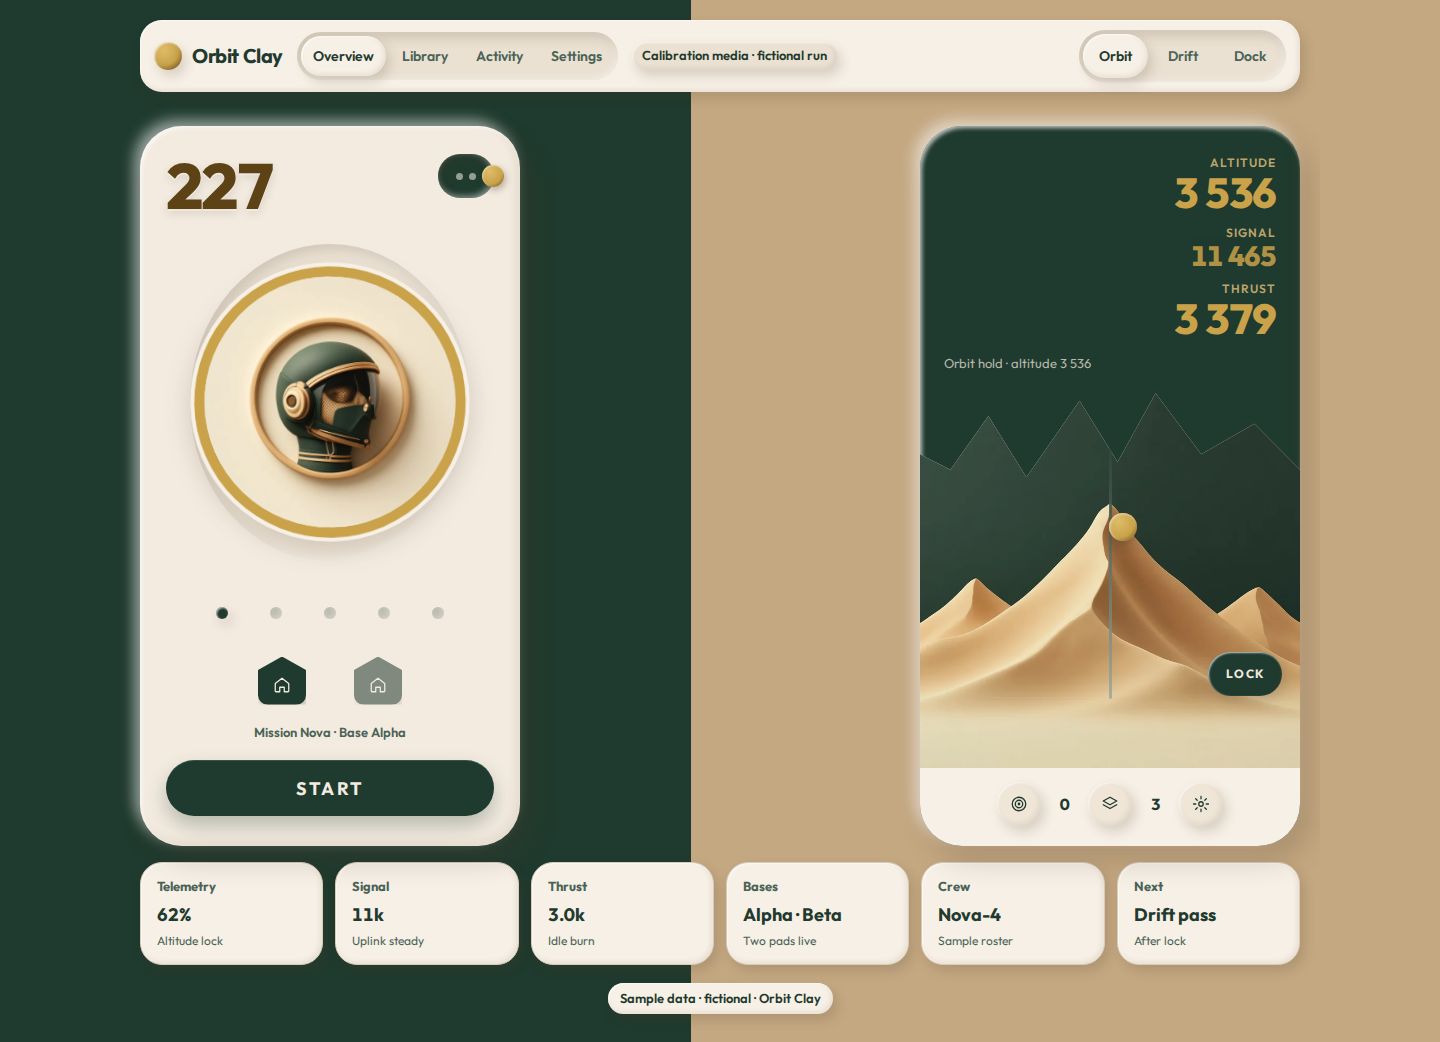 Orbit Clay
Overview
Library
Activity
Settings
Calibration media · fictional run
Orbit
Drift
Dock
227
Mission Nova · Base Alpha
START
ALTITUDE
3 536
SIGNAL
11 465
THRUST
3 379
Orbit hold · altitude 3 536
LOCK
0
3
Telemetry
62%
Altitude lock
Signal
11k
Uplink steady
Thrust
3.0k
Idle burn
Bases
Alpha · Beta
Two pads live
Crew
Nova-4
Sample roster
Next
Drift pass
After lock
Sample data · fictional · Orbit Clay